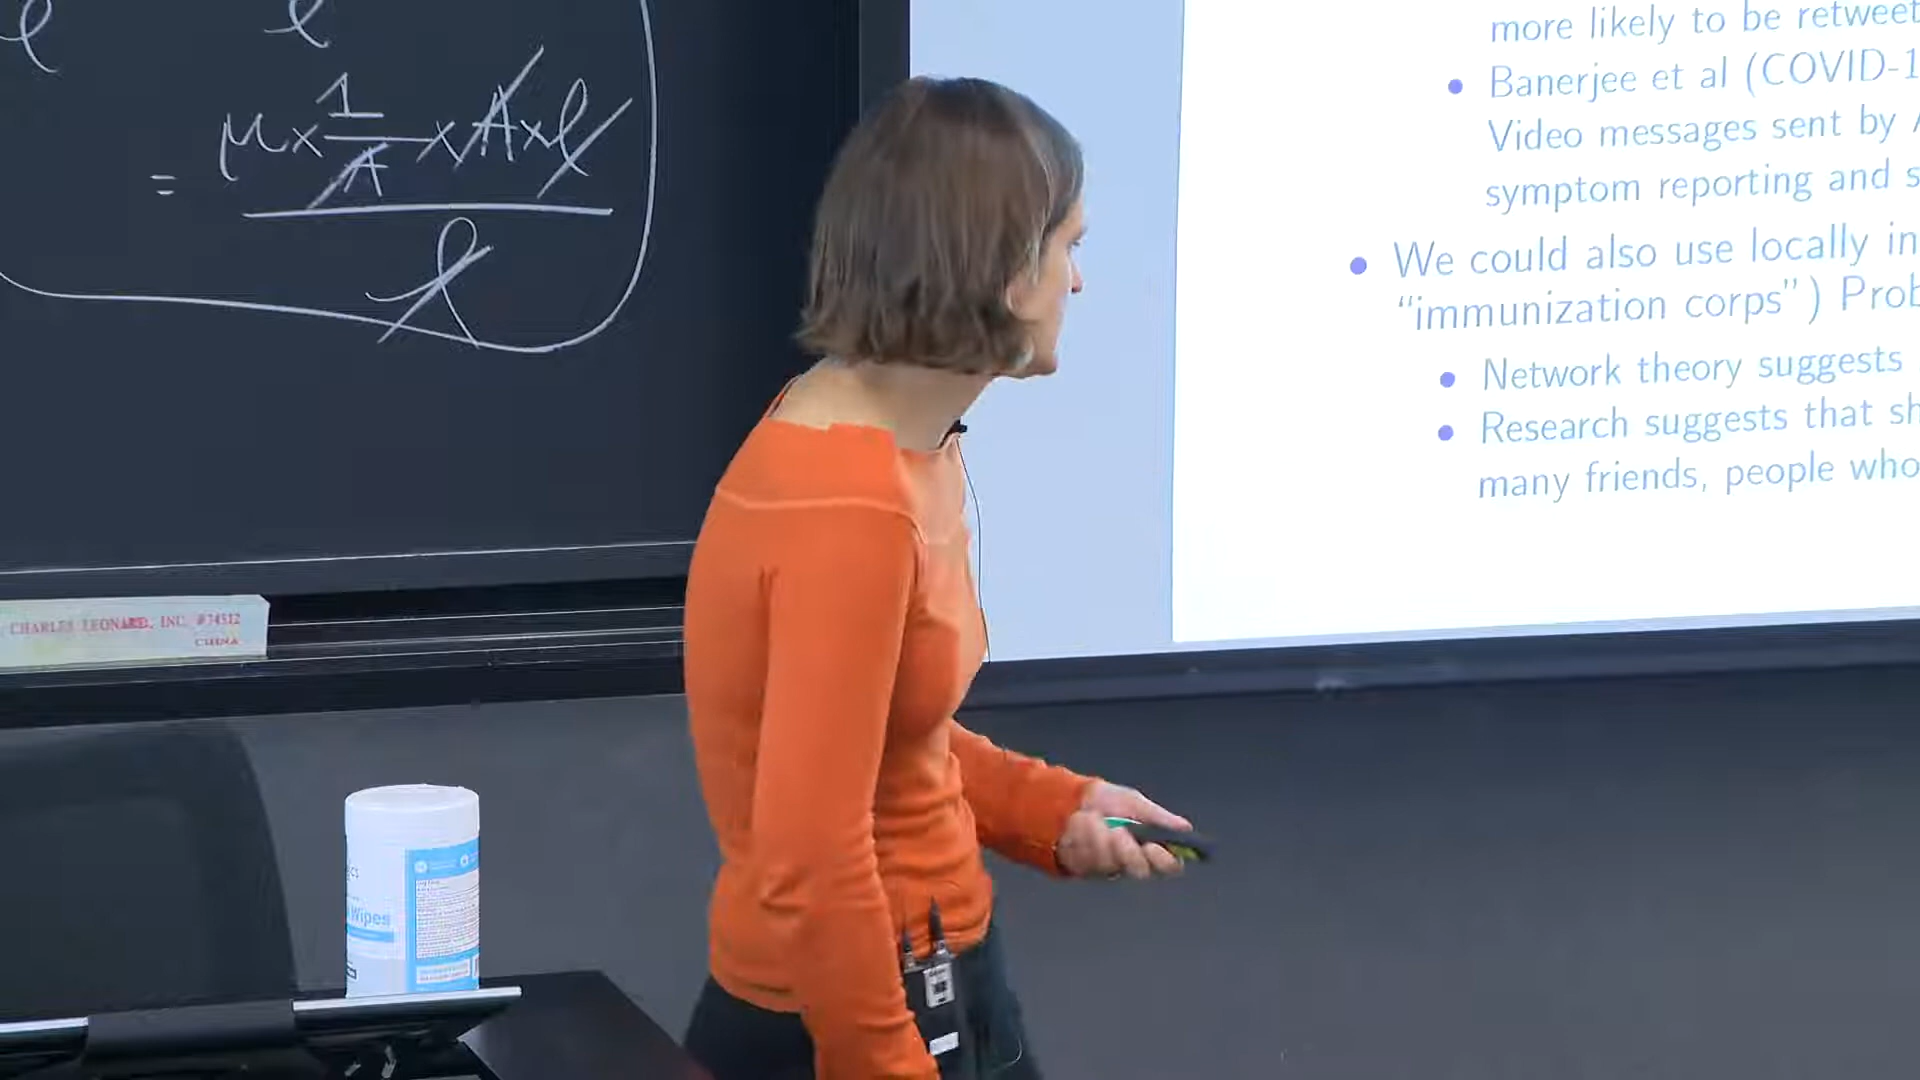 l l
μ × 1/A × A × l
=
l
more likely to be retweet
Banerjee et al (COVID-1
Video messages sent by A
symptom reporting and s
We could also use locally in
“immunization corps”) Prob
Network theory suggests
Research suggests that sh
many friends, people who
CHARLES LEONARD, INC. #74512
CHINA
Wipes